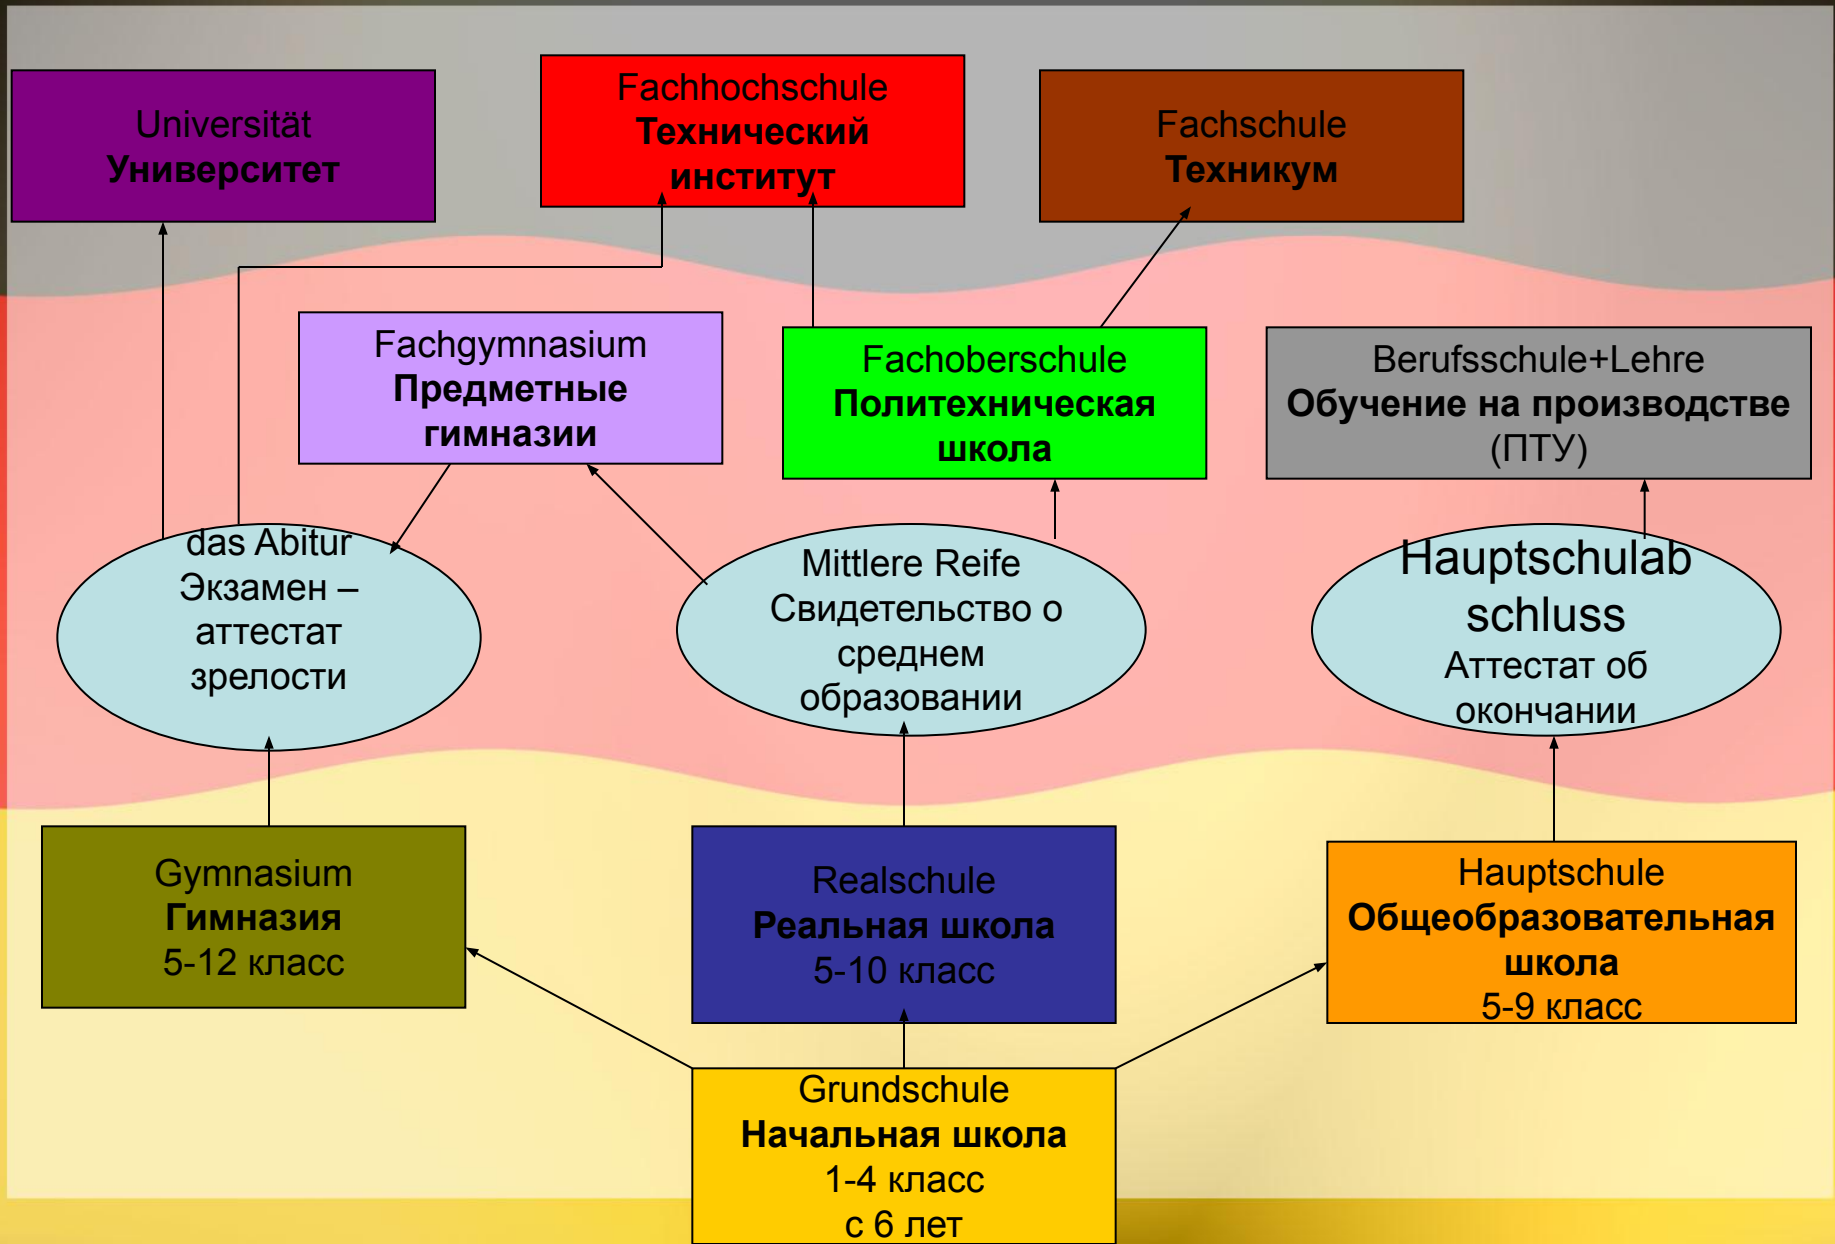 Universität
Университет
Fachhochschule
Технический
институт
Fachschule
Техникум
Fachgymnasium
Предметные
гимназии
Fachoberschule
Политехническая
школа
Berufsschule+Lehre
Обучение на производстве
(ПТУ)
das Abitur
Экзамен –
аттестат
зрелости
Mittlere Reife
Свидетельство о
среднем
образовании
Hauptschulab
schluss
Аттестат об
окончании
Gymnasium
Гимназия
5-12 класс
Realschule
Реальная школа
5-10 класс
Hauptschule
Общеобразовательная
школа
5-9 класс
Grundschule
Начальная школа
1-4 класс
с 6 лет